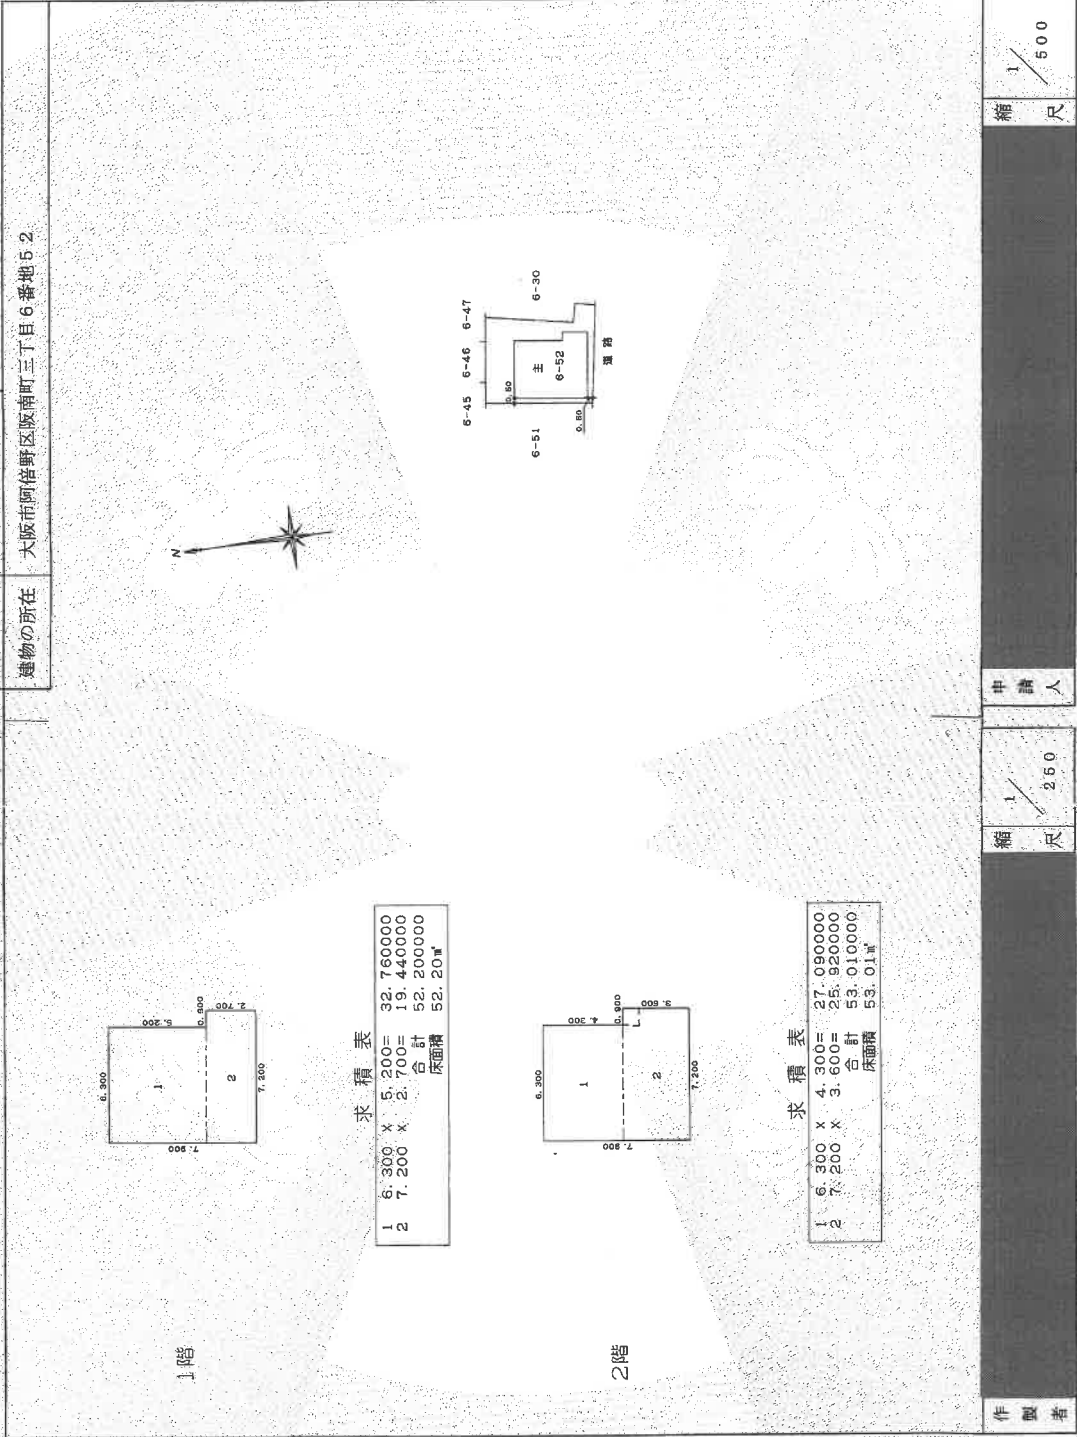 建物の所在 大阪市阿倍野区阪南町三丁目6番地52
1階
6.300
5.200
1
0.900
2.700
2
7.900
7.200
求積表
1 6.300 × 5.200= 32.760000
2 7.200 × 2.700= 19.440000
合計 52.200000
床面積 52.20㎡
2階
6.300
4.300
1
0.900
3.600
2
7.900
7.200
求積表
1 6.300 × 4.300= 27.090000
2 7.200 × 3.600= 25.920000
合計 53.010000
床面積 53.01㎡
N
6-45 6-46 6-47
6-30
0.60
主
6-52
6-51
0.60
道路
作製者
縮尺 1/250
申請人
縮尺 1/500